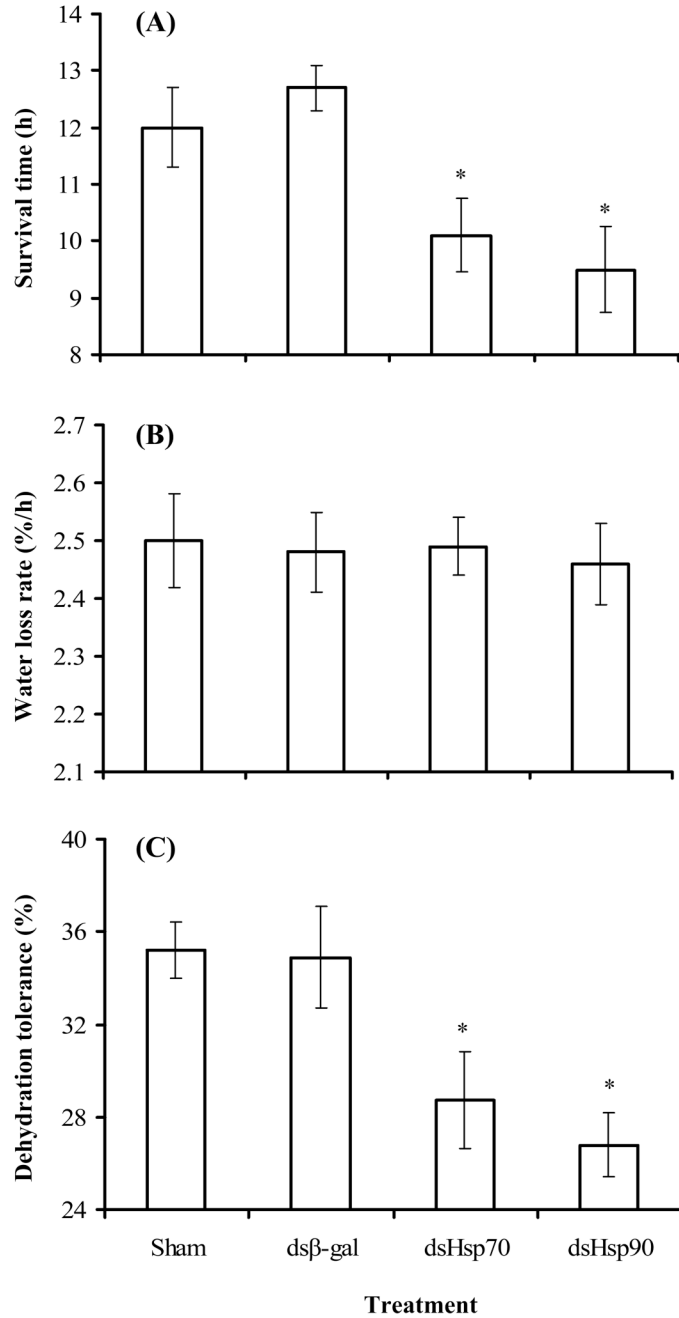 (A)
Survival time (h)
14
13
12
11
10
9
8
*
*
(B)
Water loss rate (%/h)
2.7
2.6
2.5
2.4
2.3
2.2
2.1
(C)
Dehydration tolerance (%)
40
36
32
28
24
*
*
Sham dsβ-gal dsHsp70 dsHsp90
Treatment